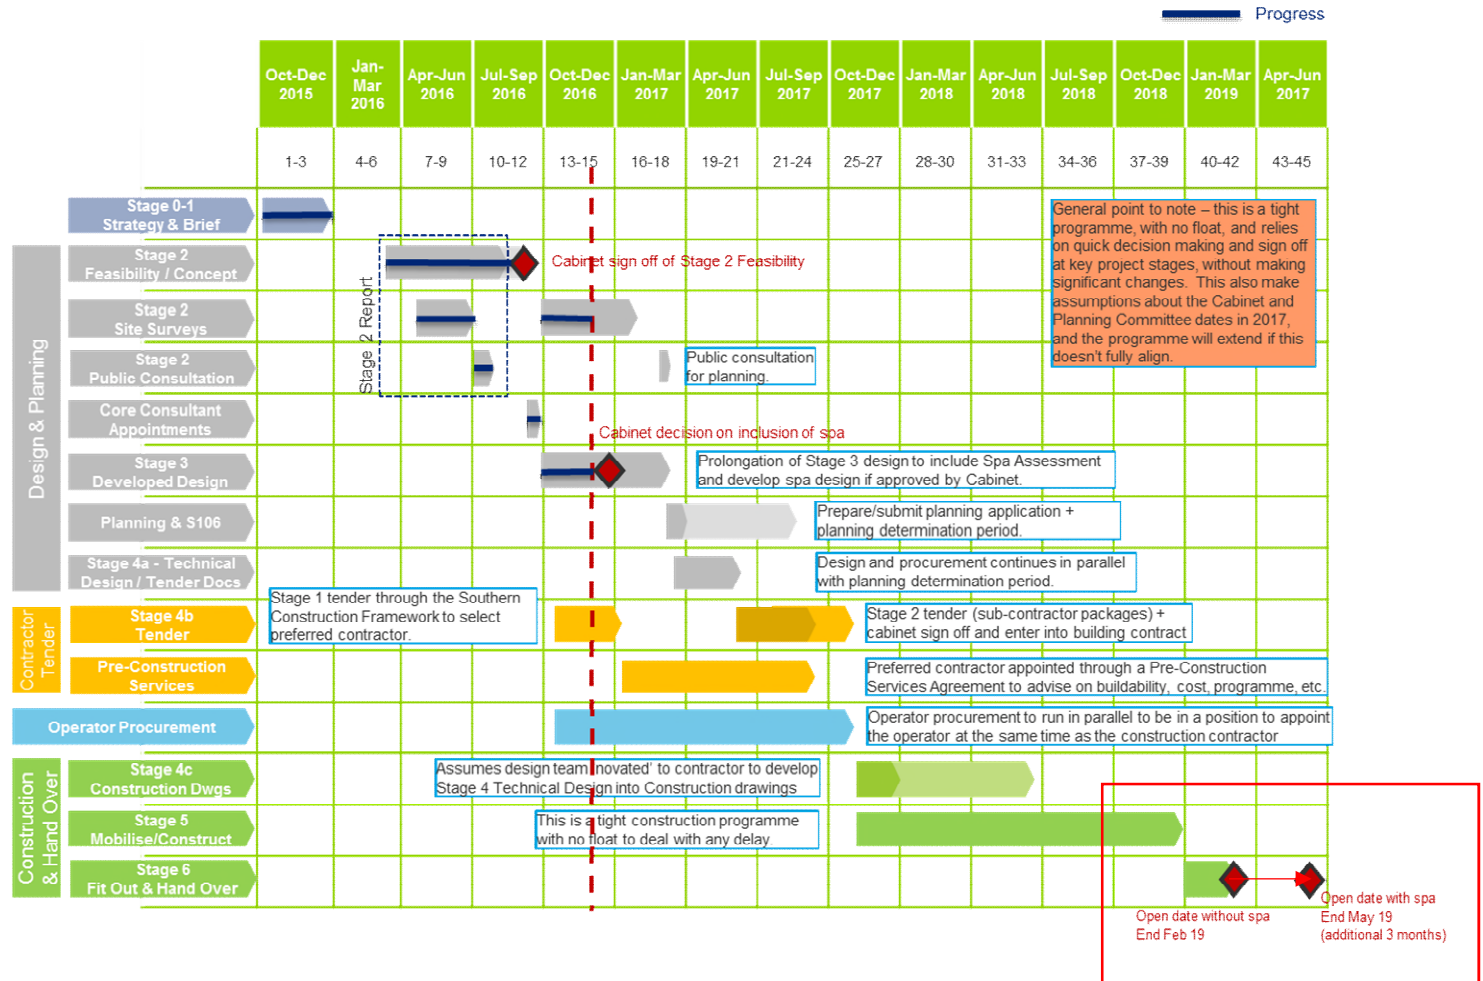 Progress
Oct-Dec
2015
Jan-
Mar
2016
Apr-Jun
2016
Jul-Sep
2016
Oct-Dec
2016
Jan-Mar
2017
Apr-Jun
2017
Jul-Sep
2017
Oct-Dec
2017
Jan-Mar
2018
Apr-Jun
2018
Jul-Sep
2018
Oct-Dec
2018
Jan-Mar
2019
Apr-Jun
2017
1-3
4-6
7-9
10-12
13-15
16-18
19-21
21-24
25-27
28-30
31-33
34-36
37-39
40-42
43-45
Stage 0-1
Strategy & Brief
General point to note – this is a tight
programme, with no float, and relies
on quick decision making and sign off
at key project stages, without making
significant changes. This also make
assumptions about the Cabinet and
Planning Committee dates in 2017,
and the programme will extend if this
doesn't fully align.
Design & Planning
Stage 2
Feasibility / Concept
Cabinet sign off of Stage 2 Feasibility
Stage 2 Report
Stage 2
Site Surveys
Stage 2
Public Consultation
Public consultation
for planning.
Core Consultant
Appointments
Cabinet decision on inclusion of spa
Stage 3
Developed Design
Prolongation of Stage 3 design to include Spa Assessment
and develop spa design if approved by Cabinet.
Planning & S106
Prepare/submit planning application +
planning determination period.
Stage 4a - Technical
Design / Tender Docs
Design and procurement continues in parallel
with planning determination period.
Contractor
Tender
Stage 4b
Tender
Stage 1 tender through the Southern
Construction Framework to select
preferred contractor.
Stage 2 tender (sub-contractor packages) +
cabinet sign off and enter into building contract
Pre-Construction
Services
Preferred contractor appointed through a Pre-Construction
Services Agreement to advise on buildability, cost, programme, etc.
Operator Procurement
Operator procurement to run in parallel to be in a position to appoint
the operator at the same time as the construction contractor
Construction
& Hand Over
Stage 4c
Construction Dwgs
Assumes design team novated' to contractor to develop
Stage 4 Technical Design into Construction drawings
Stage 5
Mobilise/Construct
This is a tight construction programme
with no float to deal with any delay.
Stage 6
Fit Out & Hand Over
Open date without spa
End Feb 19
Open date with spa
End May 19
(additional 3 months)